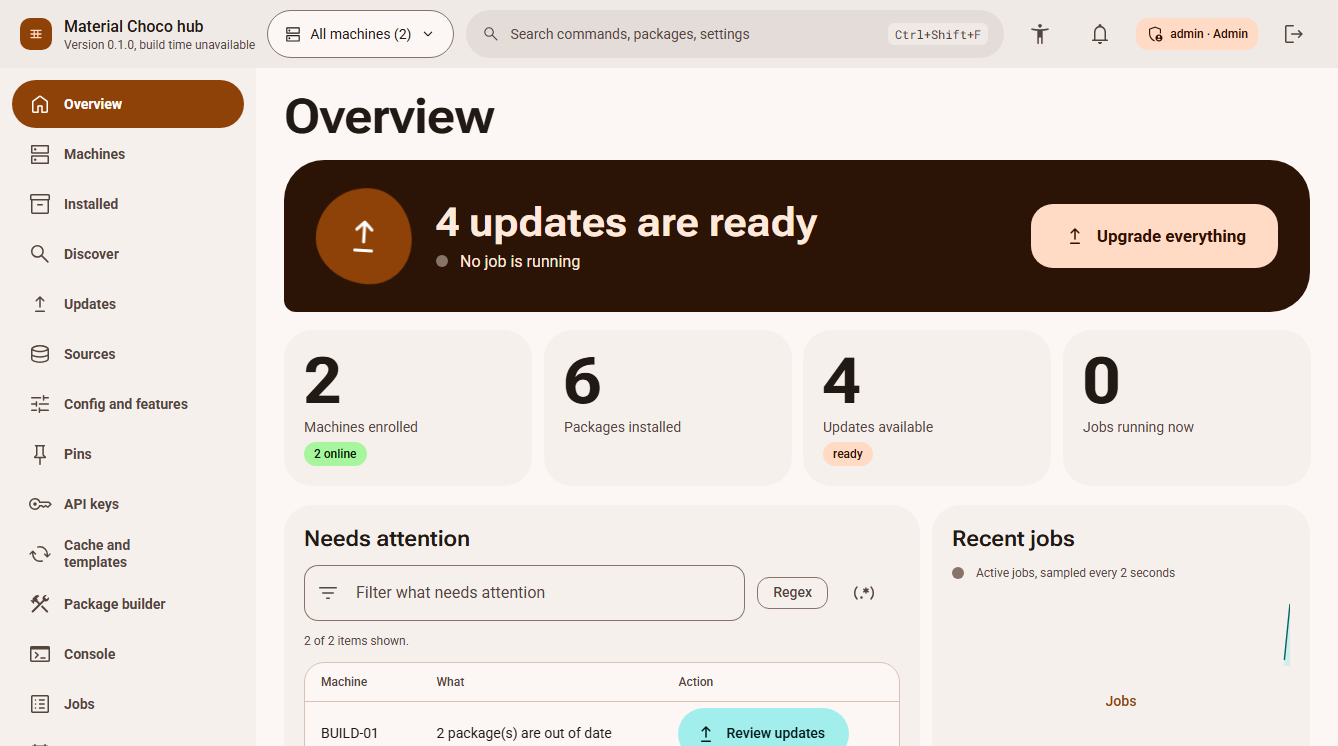 Material Choco hub
Version 0.1.0, build time unavailable
All machines (2)
Search commands, packages, settings
Ctrl+Shift+F
admin · Admin
Overview
Machines
Installed
Discover
Updates
Sources
Config and features
Pins
API keys
Cache and
templates
Package builder
Console
Jobs
Overview
4 updates are ready
No job is running
Upgrade everything
2
Machines enrolled
2 online
6
Packages installed
4
Updates available
ready
0
Jobs running now
Needs attention
Filter what needs attention
Regex
(.*)
2 of 2 items shown.
Machine What Action
BUILD-01 2 package(s) are out of date Review updates
Recent jobs
Active jobs, sampled every 2 seconds
Jobs